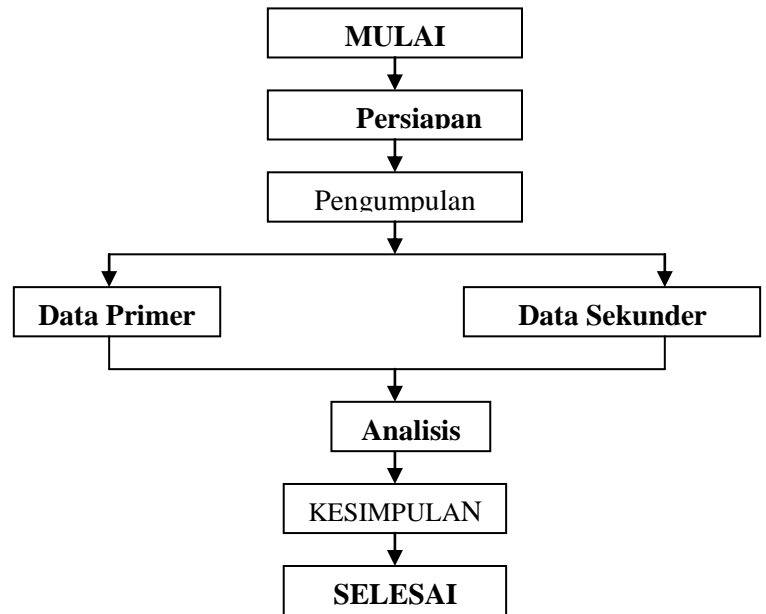 MULAI
Persiapan
Pengumpulan
Data Primer
Data Sekunder
Analisis
KESIMPULAN
SELESAI